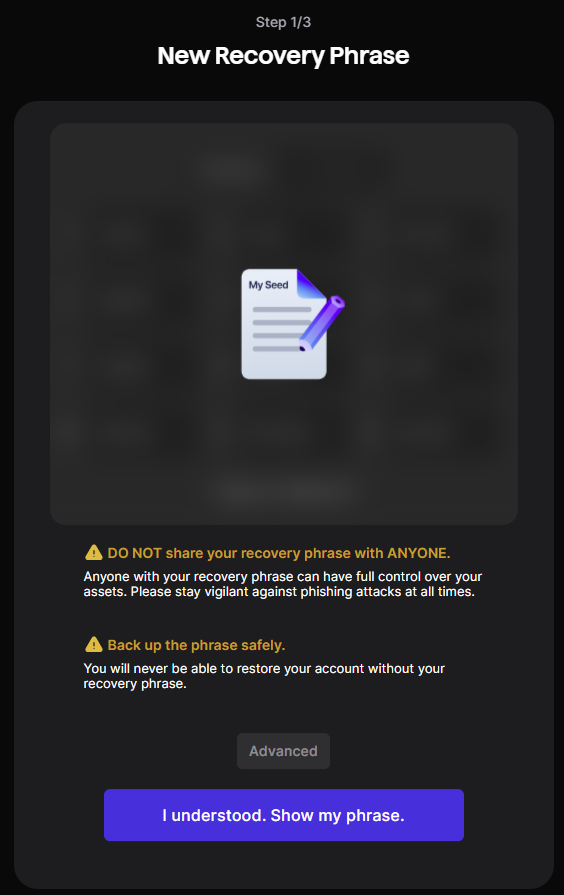 Step 1/3
New Recovery Phrase
My Seed
DO NOT share your recovery phrase with ANYONE.
Anyone with your recovery phrase can have full control over your
assets. Please stay vigilant against phishing attacks at all times.
Back up the phrase safely.
You will never be able to restore your account without your
recovery phrase.
Advanced
I understood. Show my phrase.